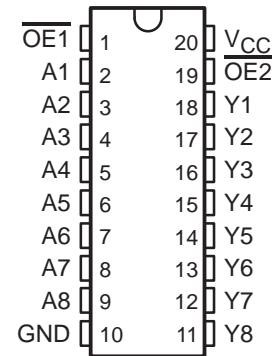 OE1 1 20 VCC
A1 2 19 OE2
A2 3 18 Y1
A3 4 17 Y2
A4 5 16 Y3
A5 6 15 Y4
A6 7 14 Y5
A7 8 13 Y6
A8 9 12 Y7
GND 10 11 Y8